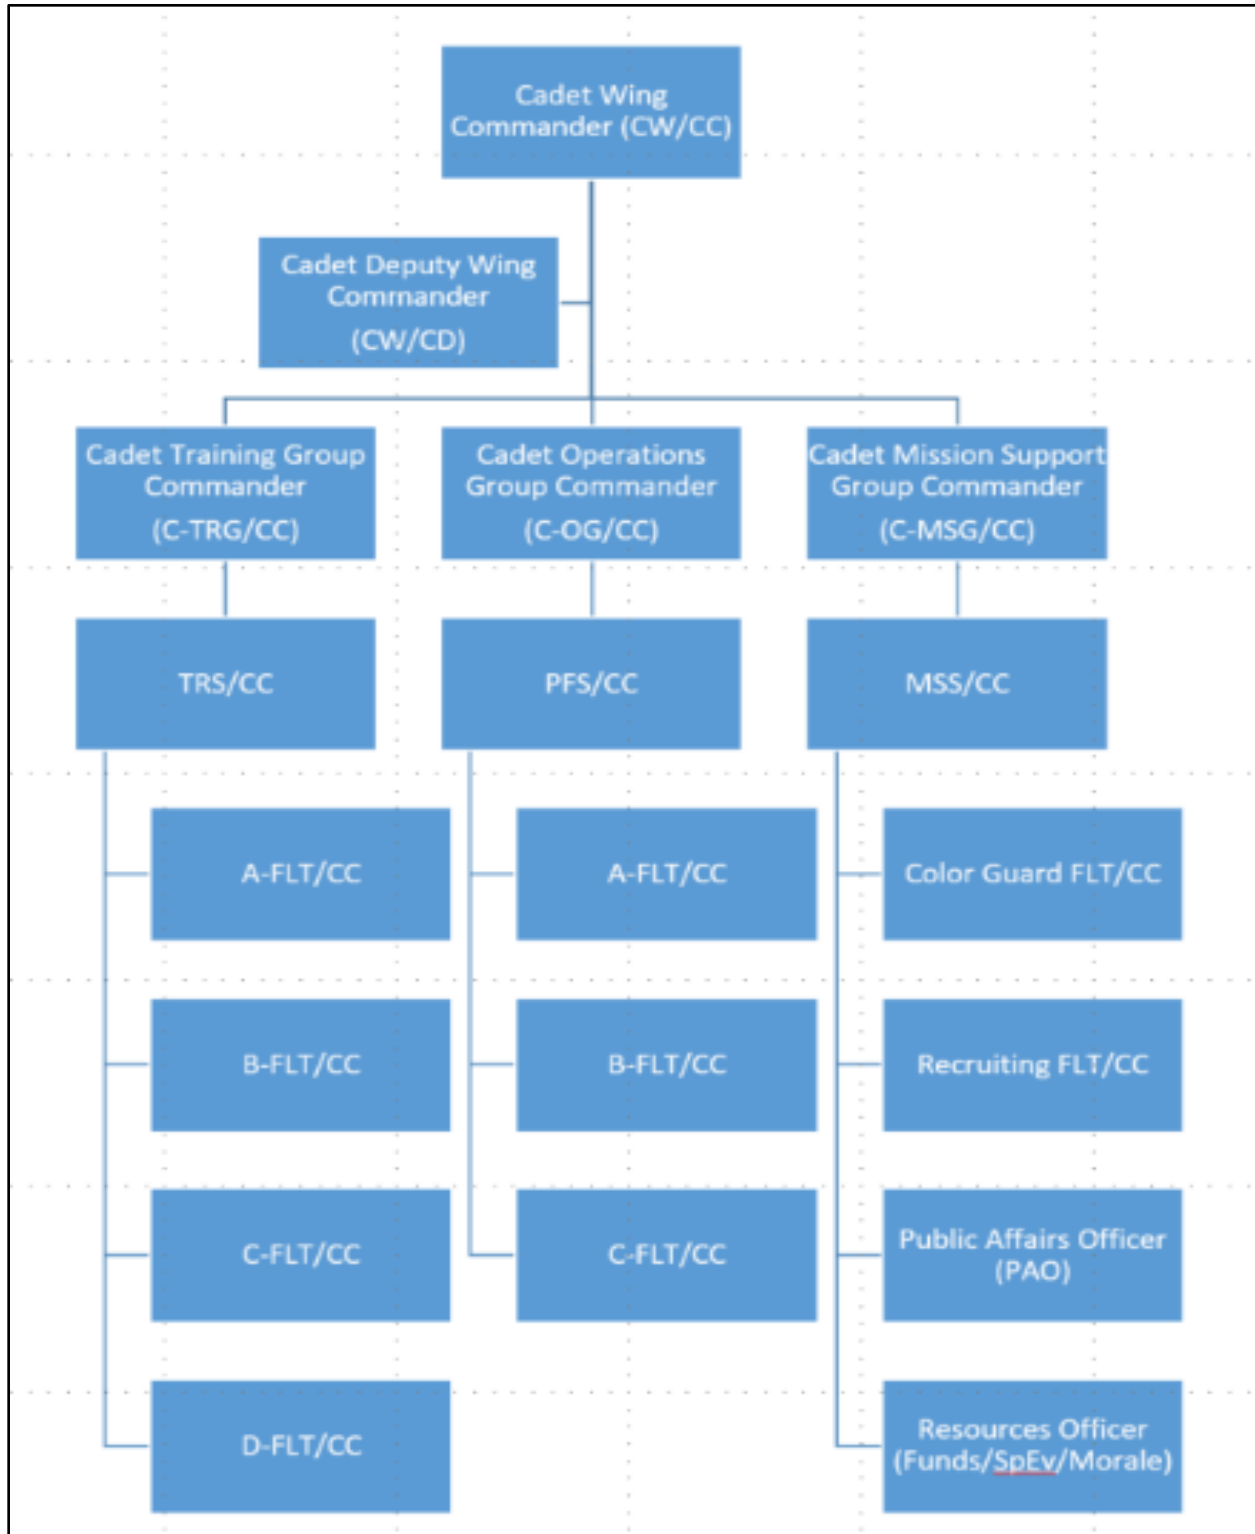 Cadet Wing
Commander (CW/CC)
Cadet Deputy Wing
Commander
(CW/CD)
Cadet Training Group
Commander
(C-TRG/CC)
Cadet Operations
Group Commander
(C-OG/CC)
Cadet Mission Support
Group Commander
(C-MSG/CC)
TRS/CC
PFS/CC
MSS/CC
A-FLT/CC
A-FLT/CC
Color Guard FLT/CC
B-FLT/CC
B-FLT/CC
Recruiting FLT/CC
C-FLT/CC
C-FLT/CC
Public Affairs Officer
(PAO)
D-FLT/CC
Resources Officer
(Funds/SpEv/Morale)